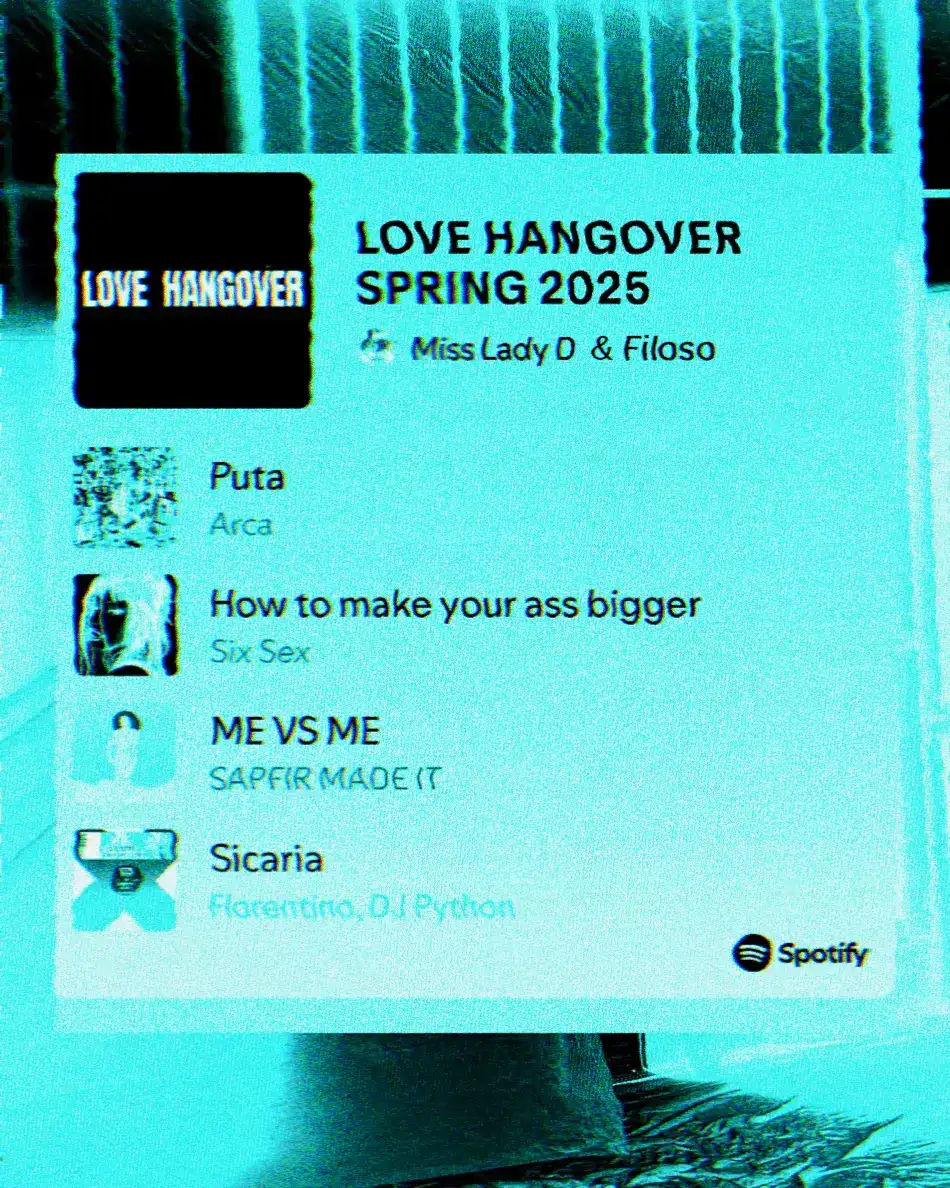 LOVE HANGOVER
LOVE HANGOVER
SPRING 2025
Miss Lady D & Filoso
Puta
Arca
How to make your ass bigger
Six Sex
ME VS ME
SAPFIR MADE IT
Sicaria
Florentino, DJ Python
Spotify